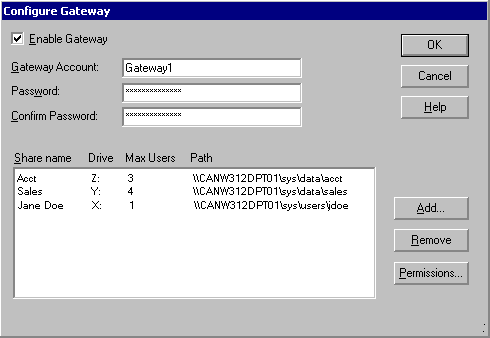 Configure Gateway
Enable Gateway
OK
Gateway Account: Gateway1
Cancel
Password: xxxxxxxxxxxxxx
Confirm Password: xxxxxxxxxxxxxx
Help
Share name Drive Max Users Path
Acct Z: 3 \\CANW312DPT01\sys\data\acct
Sales Y: 4 \\CANW312DPT01\sys\data\sales
Jane Doe X: 1 \\CANW312DPT01\sys\users\jdoe
Add...
Remove
Permissions...